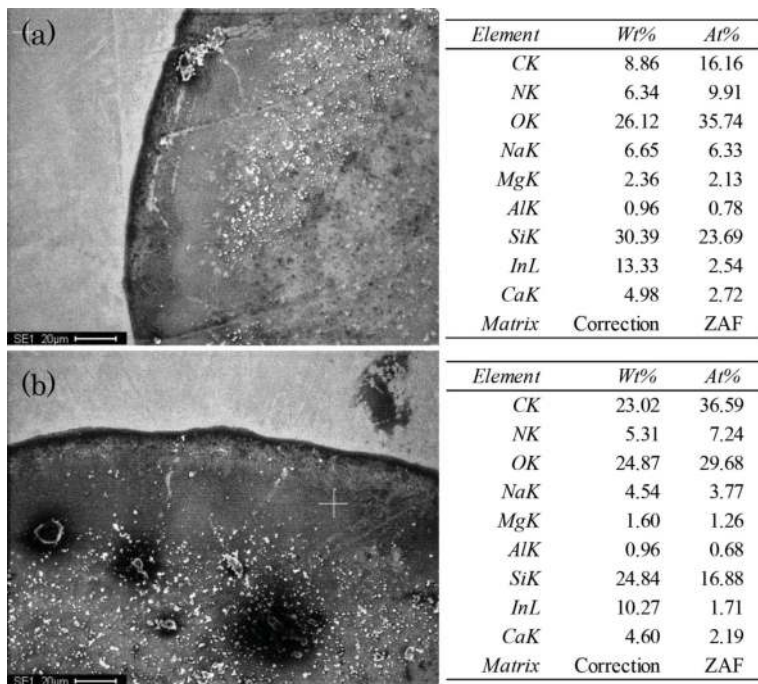 (a)
SE1 20µm
Element Wt% At%
CK 8.86 16.16
NK 6.34 9.91
OK 26.12 35.74
NaK 6.65 6.33
MgK 2.36 2.13
AlK 0.96 0.78
SiK 30.39 23.69
InL 13.33 2.54
CaK 4.98 2.72
Matrix Correction ZAF
(b)
SE1 20µm
Element Wt% At%
CK 23.02 36.59
NK 5.31 7.24
OK 24.87 29.68
NaK 4.54 3.77
MgK 1.60 1.26
AlK 0.96 0.68
SiK 24.84 16.88
InL 10.27 1.71
CaK 4.60 2.19
Matrix Correction ZAF